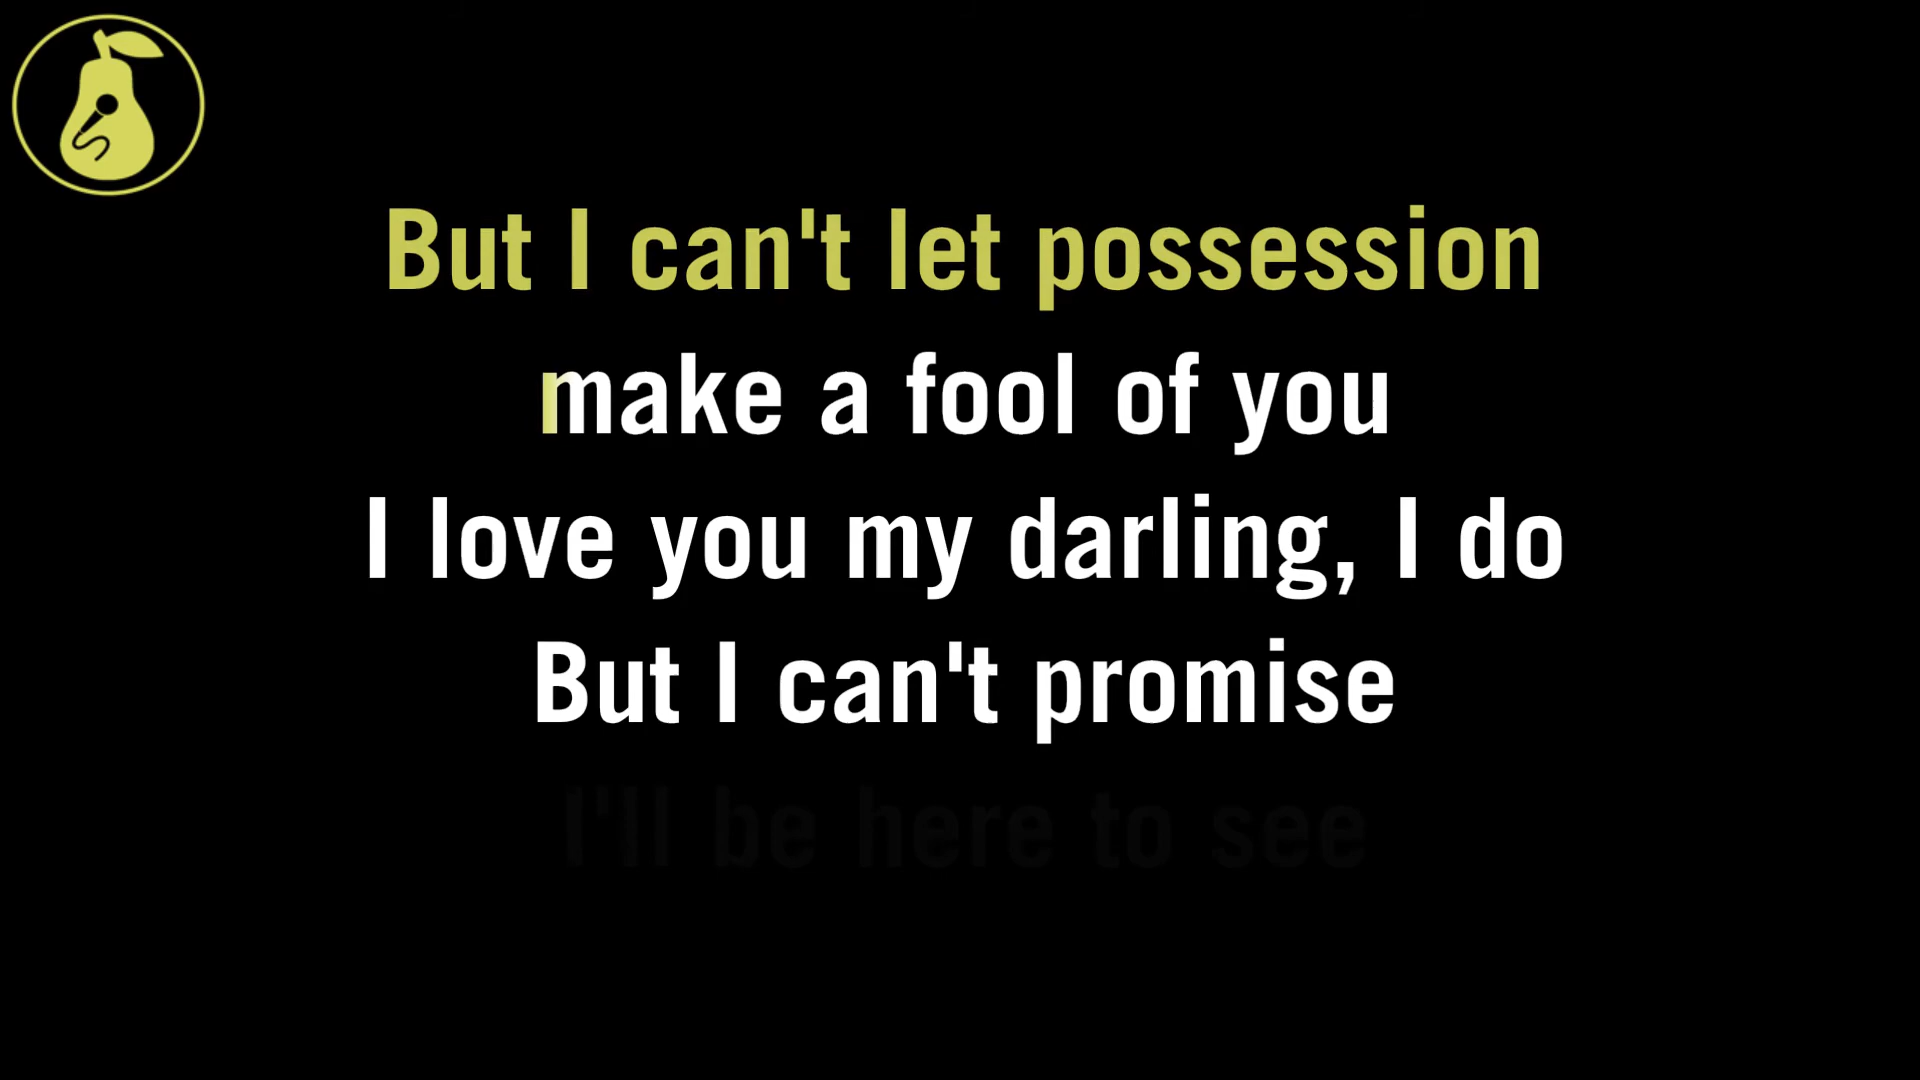 But I can't let possession
make a fool of you
I love you my darling, I do
But I can't promise
I'll be here to see